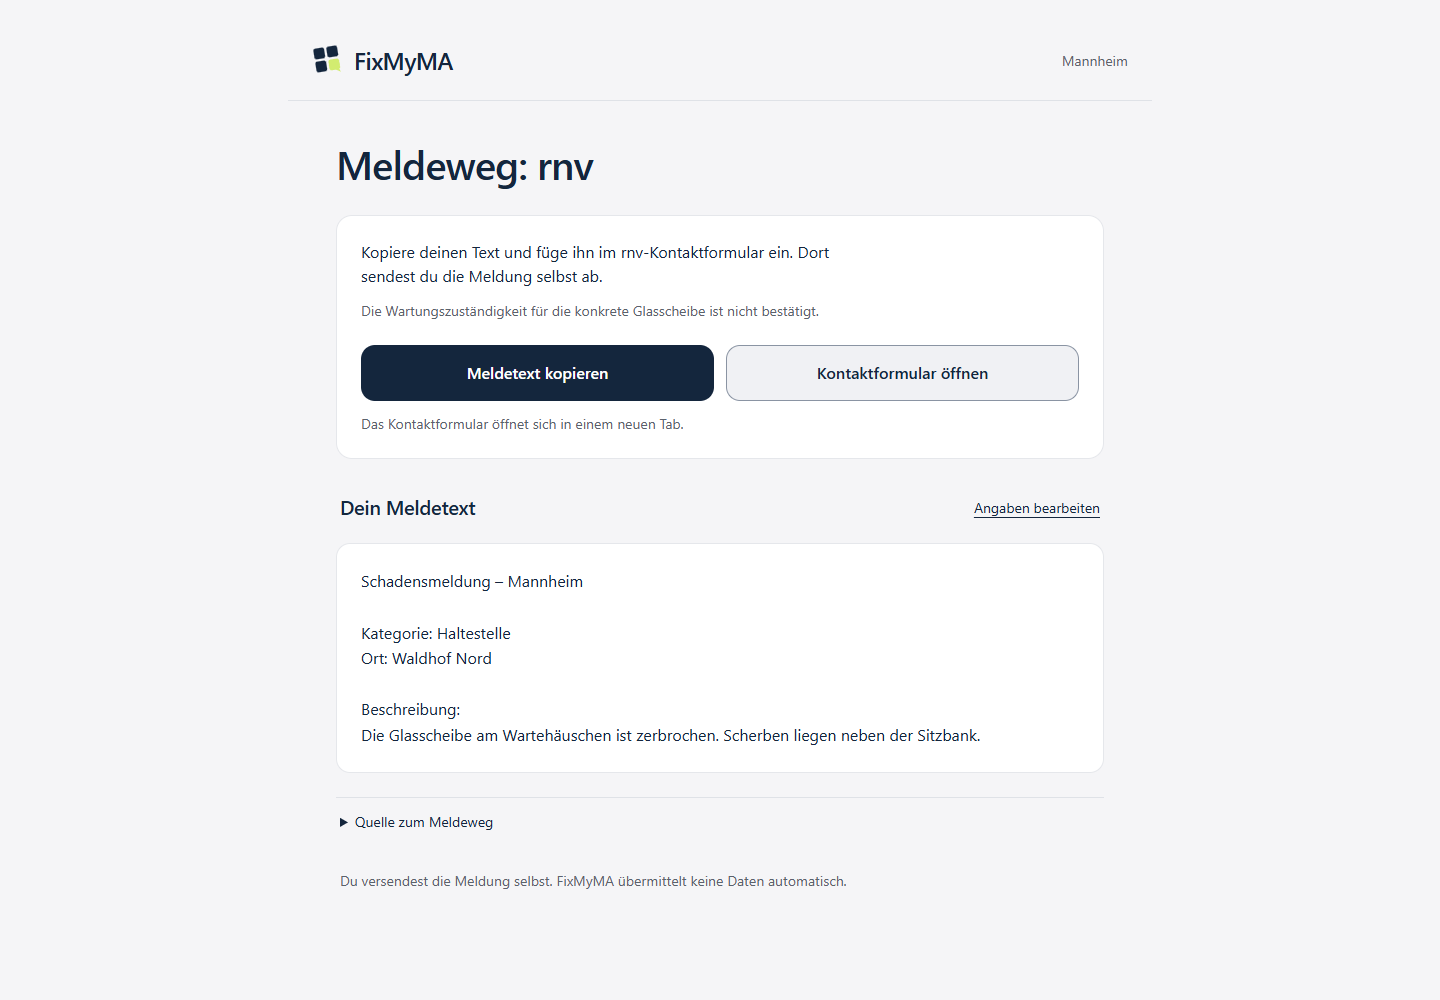 FixMyMA
Mannheim
Meldeweg: rnv
Kopiere deinen Text und füge ihn im rnv-Kontaktformular ein. Dort
sendest du die Meldung selbst ab.
Die Wartungszuständigkeit für die konkrete Glasscheibe ist nicht bestätigt.
Meldetext kopieren
Kontaktformular öffnen
Das Kontaktformular öffnet sich in einem neuen Tab.
Dein Meldetext
Angaben bearbeiten
Schadensmeldung – Mannheim
Kategorie: Haltestelle
Ort: Waldhof Nord
Beschreibung:
Die Glasscheibe am Wartehäuschen ist zerbrochen. Scherben liegen neben der Sitzbank.
Quelle zum Meldeweg
Du versendest die Meldung selbst. FixMyMA übermittelt keine Daten automatisch.